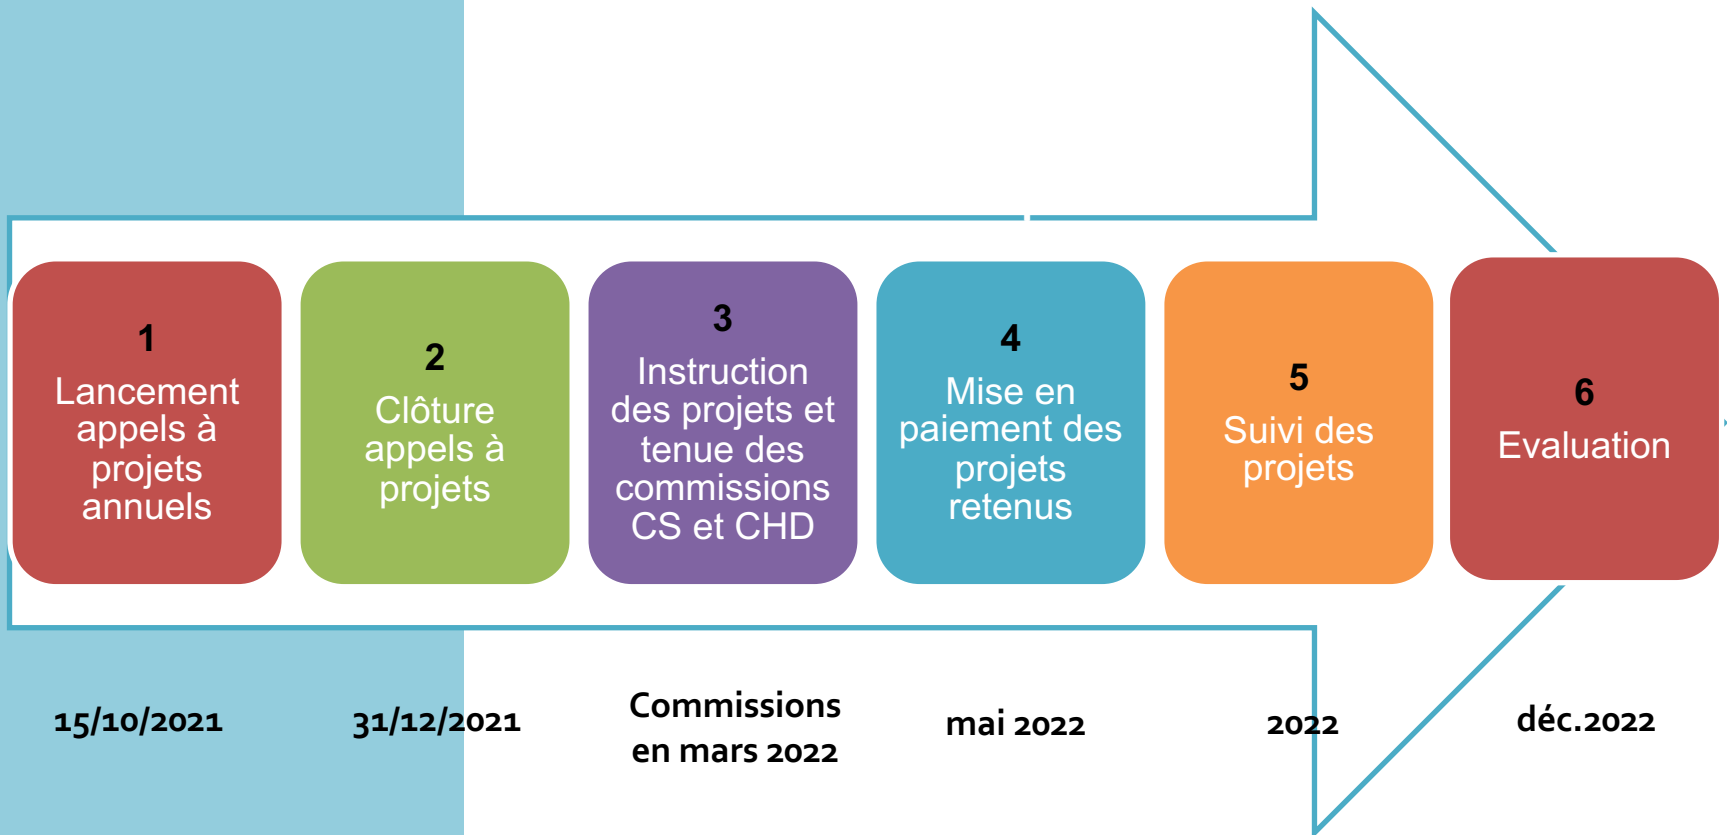 1
Lancement
appels à
projets
annuels
2
Clôture
appels à
projets
3
Instruction
des projets et
tenue des
commissions
CS et CHD
4
Mise en
paiement des
projets
retenus
5
Suivi des
projets
6
Evaluation
15/10/2021
31/12/2021
Commissions
en mars 2022
mai 2022
2022
déc.2022